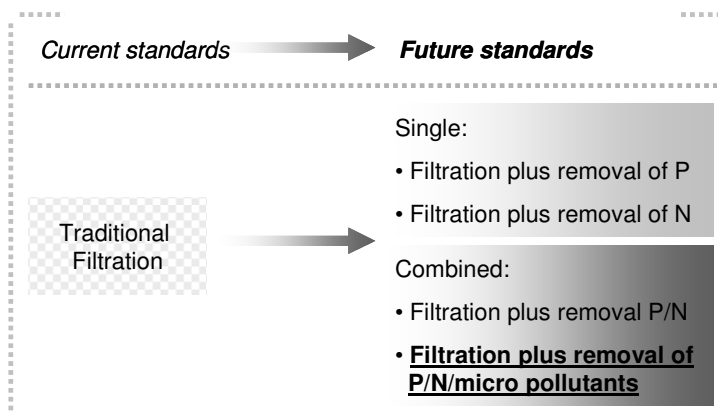 Current standards
Future standards
Single:
• Filtration plus removal of P
• Filtration plus removal of N
Traditional
Filtration
Combined:
• Filtration plus removal P/N
• Filtration plus removal of
P/N/micro pollutants